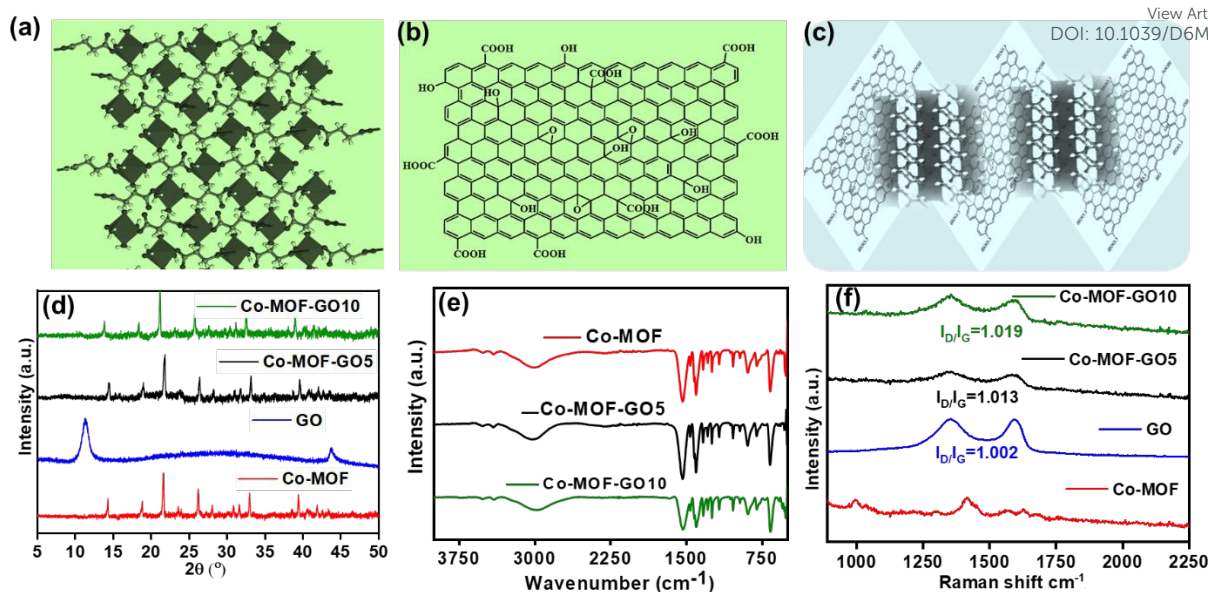 View Art
DOI: 10.1039/D6M
(a)
(b)
COOH
OH
COOH
COOH
HO
HO
O
O
OH
OH
COOH
HOOC
OH
OH
O
COOH
COOH
COOH
OH
(c)
(d)
Co-MOF-GO10
Co-MOF-GO5
GO
Co-MOF
Intensity (a.u.)
5 10 15 20 25 30 35 40 45 50
2θ (°)
(e)
Co-MOF
Co-MOF-GO5
Co-MOF-GO10
Intensity (a.u.)
3750 3000 2250 1500 750
Wavenumber (cm-1)
(f)
Co-MOF-GO10
ID/IG=1.019
Co-MOF-GO5
ID/IG=1.013
GO
ID/IG=1.002
Co-MOF
Intensity (a.u.)
1000 1250 1500 1750 2000 2250
Raman shift cm-1